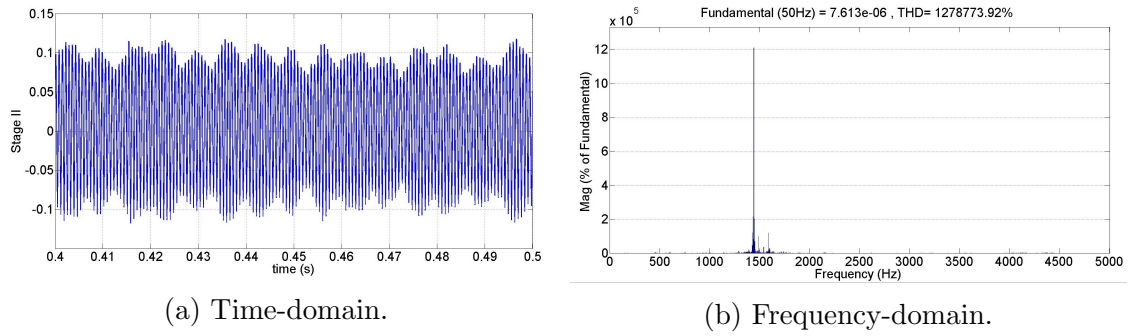 0.15
0.1
0.05
0
-0.05
-0.1
Stage II
0.4 0.41 0.42 0.43 0.44 0.45 0.46 0.47 0.48 0.49 0.5
time (s)
(a) Time-domain.
Fundamental (50Hz) = 7.613e-06 , THD= 1278773.92%
x 10^5
12
10
8
6
4
2
0
Mag (% of Fundamental)
0 500 1000 1500 2000 2500 3000 3500 4000 4500 5000
Frequency (Hz)
(b) Frequency-domain.